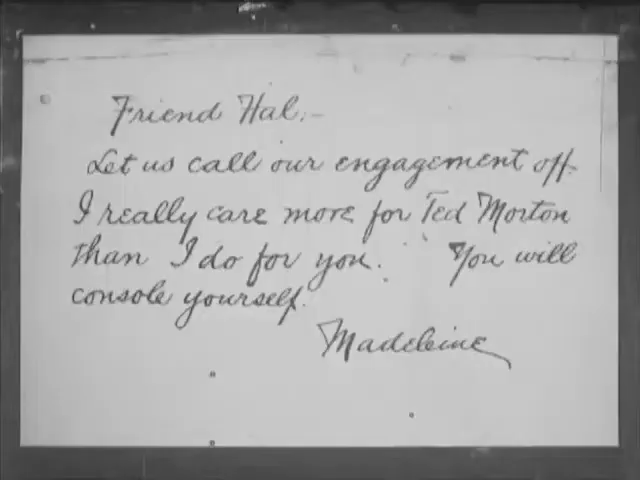 Friend Hal:-
Let us call our engagement off.
I really care more for Ted Morton
than I do for you. You will
console yourself.
Madeleine